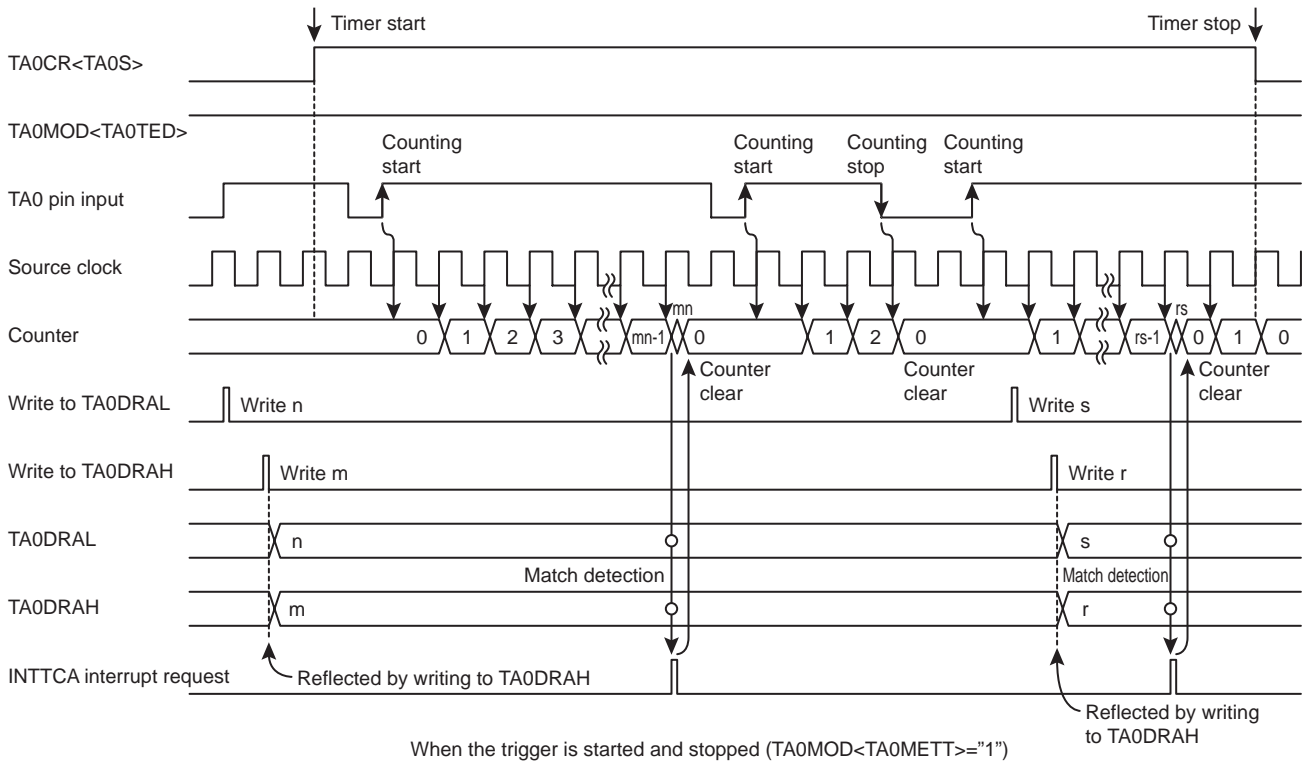 Timer start
Timer stop
TA0CR<TA0S>
TA0MOD<TA0TED>
Counting
start
Counting
start
Counting
stop
Counting
start
TA0 pin input
Source clock
mn
rs
Counter
0 1 2 3 mn-1 0 1 2 0 1 rs-1 0 1 0
Counter
clear
Counter
clear
Counter
clear
Write to TA0DRAL
Write n
Write s
Write to TA0DRAH
Write m
Write r
TA0DRAL
n
s
Match detection
Match detection
TA0DRAH
m
r
INTTCA interrupt request
Reflected by writing to TA0DRAH
Reflected by writing
to TA0DRAH
When the trigger is started and stopped (TA0MOD<TA0METT>=”1”)